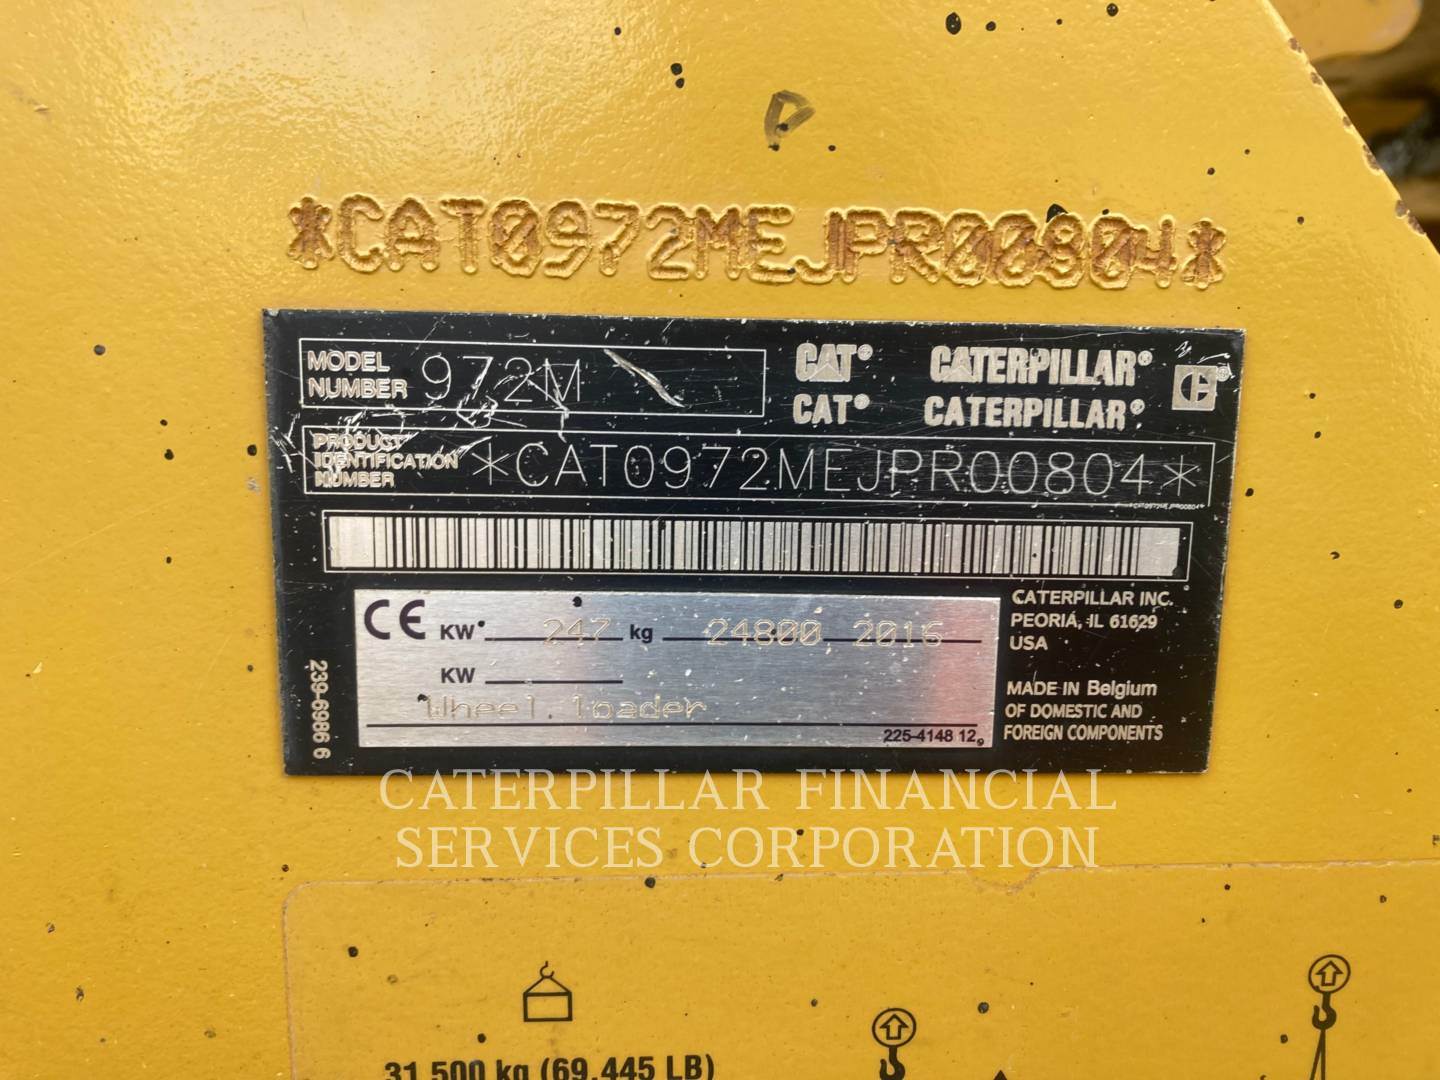 P
*CAT0972MEJPR00804*
MODEL NUMBER 972M
CAT® CATERPILLAR®
CAT® CATERPILLAR®
PRODUCT IDENTIFICATION NUMBER *CAT0972MEJPR00804*
*CAT0972MEJPR00804*
CE KW 247 kg 24800 2016
KW
Wheel loader
225-4148 12
239-6986 6
CATERPILLAR INC.
PEORIA, IL 61629
USA
MADE IN Belgium
OF DOMESTIC AND
FOREIGN COMPONENTS
CATERPILLAR FINANCIAL
SERVICES CORPORATION
31 500 kg (69,445 LB)